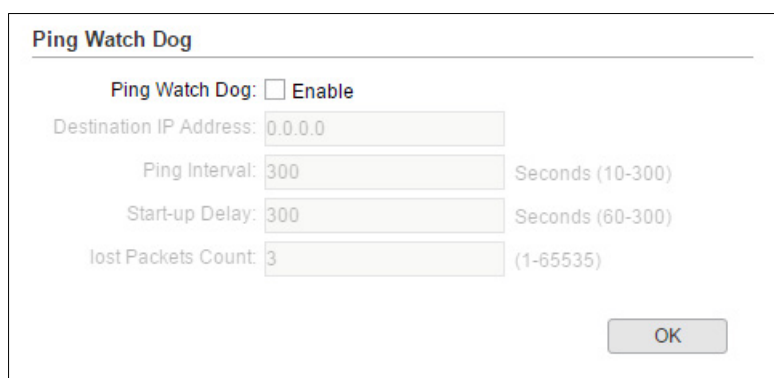 Ping Watch Dog
Ping Watch Dog: Enable
Destination IP Address: 0.0.0.0
Ping Interval: 300 Seconds (10-300)
Start-up Delay: 300 Seconds (60-300)
lost Packets Count: 3 (1-65535)
OK